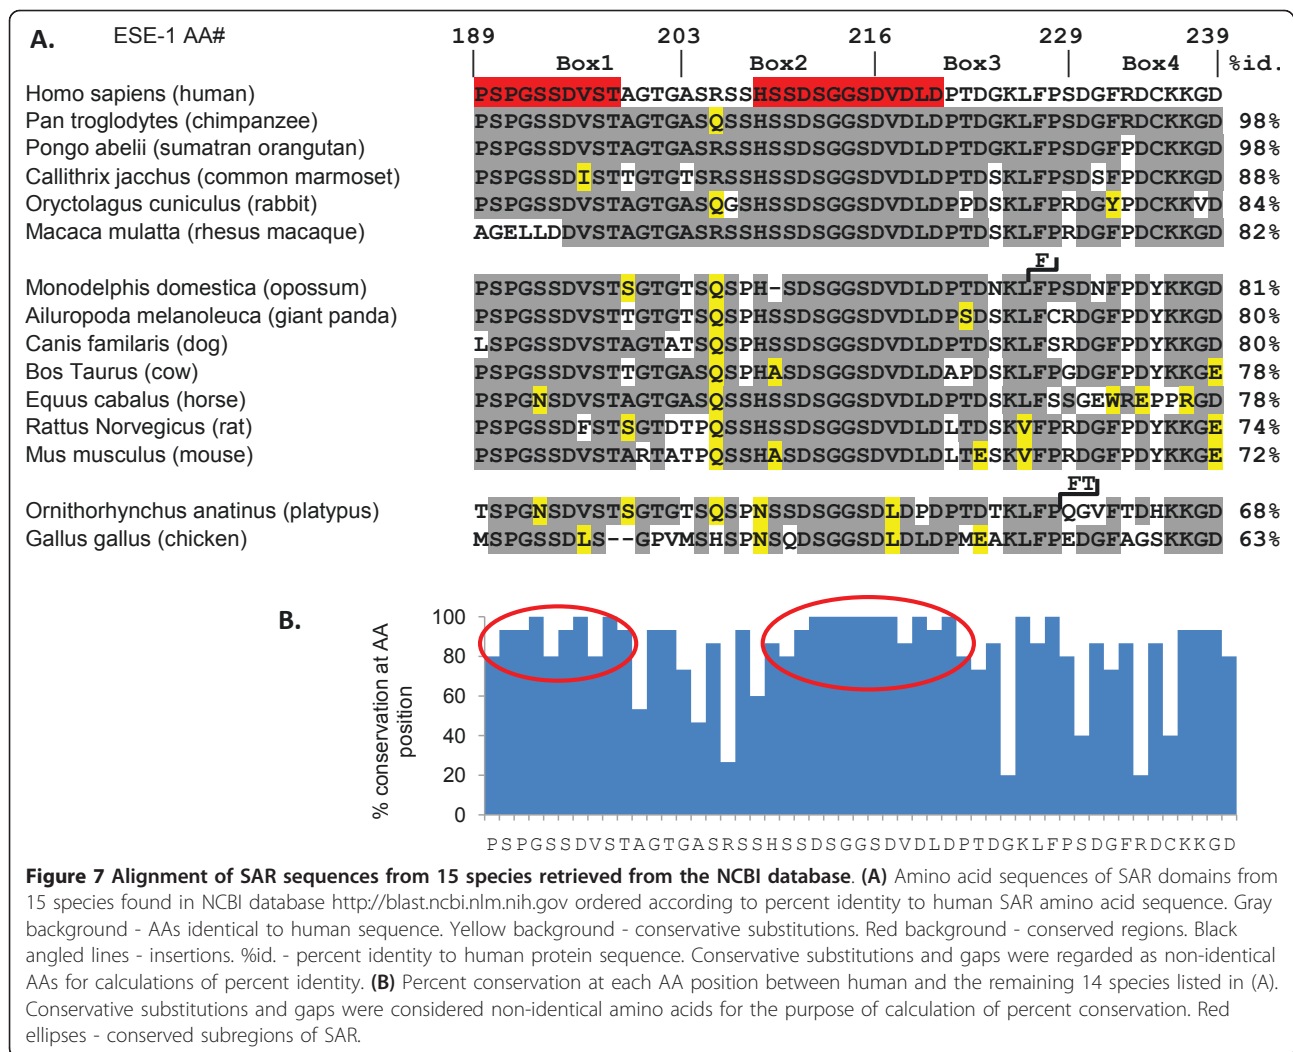 A. ESE-1 AA# 189 203 216 229 239
Box1 Box2 Box3 Box4 %id.
Homo sapiens (human) PSPGSSDVSTAGTGASRSSHSSDSGGSDVDLDPTDGKLFPSDGFRDCKKGD
Pan troglodytes (chimpanzee) PSPGSSDVSTAGTGASQSSHSSDSGGSDVDLDPTDGKLFPSDGFRDCKKGD 98%
Pongo abelii (sumatran orangutan) PSPGSSDVSTAGTGASRSSHSSDSGGSDVDLDPTDGKLFPSDGFPDCKKGD 98%
Callithrix jacchus (common marmoset) PSPGSSDISTTGTGTSRSSHSSDSGGSDVDLDPTDSKLFPSDSFPDCKKGD 88%
Oryctolagus cuniculus (rabbit) PSPGSSDVSTAGTGASQGSHSSDSGGSDVDLDPPDSKLFPRDGYPDCKKVD 84%
Macaca mulatta (rhesus macaque) AGELLDDVSTAGTGASRSSHSSDSGGSDVDLDPTDSKLFPRDGFPDCKKGD 82%
F
Monodelphis domestica (opossum) PSPGSSDVSTSGTGTSQSPH-SDSGGSDVDLDPTDNKLFPSDNFPDYKKGD 81%
Ailuropoda melanoleuca (giant panda) PSPGSSDVSTTGTGTSQSPHSSDSGGSDVDLDPSDSKLFCRDGFPDYKKGD 80%
Canis familaris (dog) LSPGSSDVSTAGTATSQSPHSSDSGGSDVDLDPTDSKLFSRDGFPDYKKGD 80%
Bos Taurus (cow) PSPGSSDVSTTGTGASQSPHASDSGGSDVDLDAPDSKLFPGDGFPDYKKGE 78%
Equus cabalus (horse) PSPGNSDVSTAGTGASQSSHSSDSGGSDVDLDPTDSKLFSSGEWREPPRGD 78%
Rattus Norvegicus (rat) PSPGSSDFSTSGTDTPQSSHSSDSGGSDVDLDLTDSKVFPRDGFPDYKKGE 74%
Mus musculus (mouse) PSPGSSDVSTARTATPQSSHASDSGGSDVDLDLTESKVFPRDGFPDYKKGE 72%
FT
Ornithorhynchus anatinus (platypus) TSPGNSDVSTSGTGTSQSPNSSDSGGSDLDPDPTDTKLFPQGVFTDHKKGD 68%
Gallus gallus (chicken) MSPGSSDLS--GPVMSHSPNSQDSGGSDLDLDPMEAKLFPEDGFAGSKKGD 63%
B.
% conservation at AA
position
100
80
60
40
20
0
PSPGSSDVSTAGTGASRSSHSSDSGGSDVDLDPTDGKLFPSDGFRDCKKGD
Figure 7 Alignment of SAR sequences from 15 species retrieved from the NCBI database. (A) Amino acid sequences of SAR domains from
15 species found in NCBI database http://blast.ncbi.nlm.nih.gov ordered according to percent identity to human SAR amino acid sequence. Gray
background - AAs identical to human sequence. Yellow background - conservative substitutions. Red background - conserved regions. Black
angled lines - insertions. %id. - percent identity to human protein sequence. Conservative substitutions and gaps were regarded as non-identical
AAs for calculations of percent identity. (B) Percent conservation at each AA position between human and the remaining 14 species listed in (A).
Conservative substitutions and gaps were considered non-identical amino acids for the purpose of calculation of percent conservation. Red
ellipses - conserved subregions of SAR.